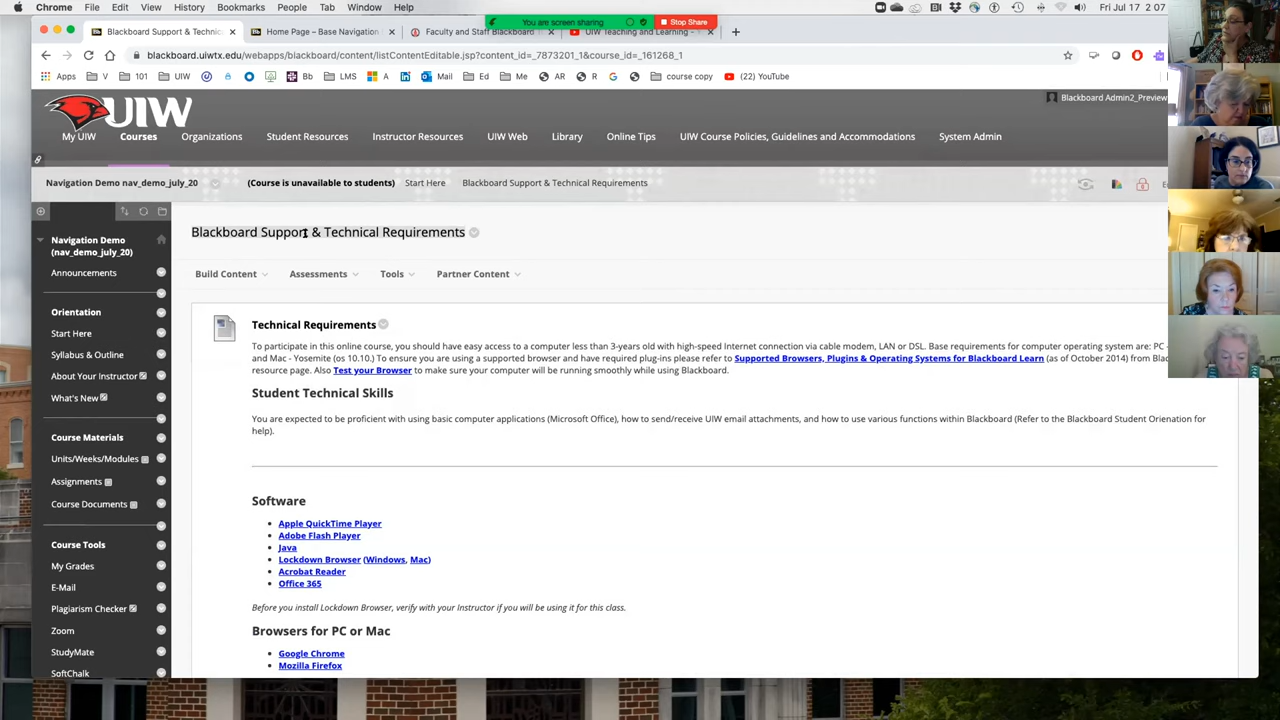 Chrome File Edit View History Bookmarks People Tab Window Help Fri Jul 17 2 07
You are screen sharing Stop Share
Blackboard Support & Technic × Home Page – Base Navigation × Faculty and Staff Blackboard × UIW Teaching and Learning - ×
blackboard.uiwtx.edu/webapps/blackboard/content/listContentEditable.jsp?content_id=_7873201_1&course_id=_161268_1
Apps V 101 UIW Bb LMS A Mail Ed Me AR R course copy (22) YouTube
UIW
Blackboard Admin2_Preview
My UIW Courses Organizations Student Resources Instructor Resources UIW Web Library Online Tips UIW Course Policies, Guidelines and Accommodations System Admin
Navigation Demo nav_demo_july_20 (Course is unavailable to students) Start Here Blackboard Support & Technical Requirements
Navigation Demo
(nav_demo_july_20)
Announcements
Orientation
Start Here
Syllabus & Outline
About Your Instructor
What's New
Course Materials
Units/Weeks/Modules
Assignments
Course Documents
Course Tools
My Grades
E-Mail
Plagiarism Checker
Zoom
StudyMate
SoftChalk
Blackboard Support & Technical Requirements
Build Content Assessments Tools Partner Content
Technical Requirements
To participate in this online course, you should have easy access to a computer less than 3-years old with high-speed Internet connection via cable modem, LAN or DSL. Base requirements for computer operating system are: PC -
and Mac - Yosemite (os 10.10.) To ensure you are using a supported browser and have required plug-ins please refer to Supported Browsers, Plugins & Operating Systems for Blackboard Learn (as of October 2014) from Blac
resource page. Also Test your Browser to make sure your computer will be running smoothly while using Blackboard.
Student Technical Skills
You are expected to be proficient with using basic computer applications (Microsoft Office), how to send/receive UIW email attachments, and how to use various functions within Blackboard (Refer to the Blackboard Student Orienation for
help).
Software
Apple QuickTime Player
Adobe Flash Player
Java
Lockdown Browser (Windows, Mac)
Acrobat Reader
Office 365
Before you install Lockdown Browser, verify with your Instructor if you will be using it for this class.
Browsers for PC or Mac
Google Chrome
Mozilla Firefox